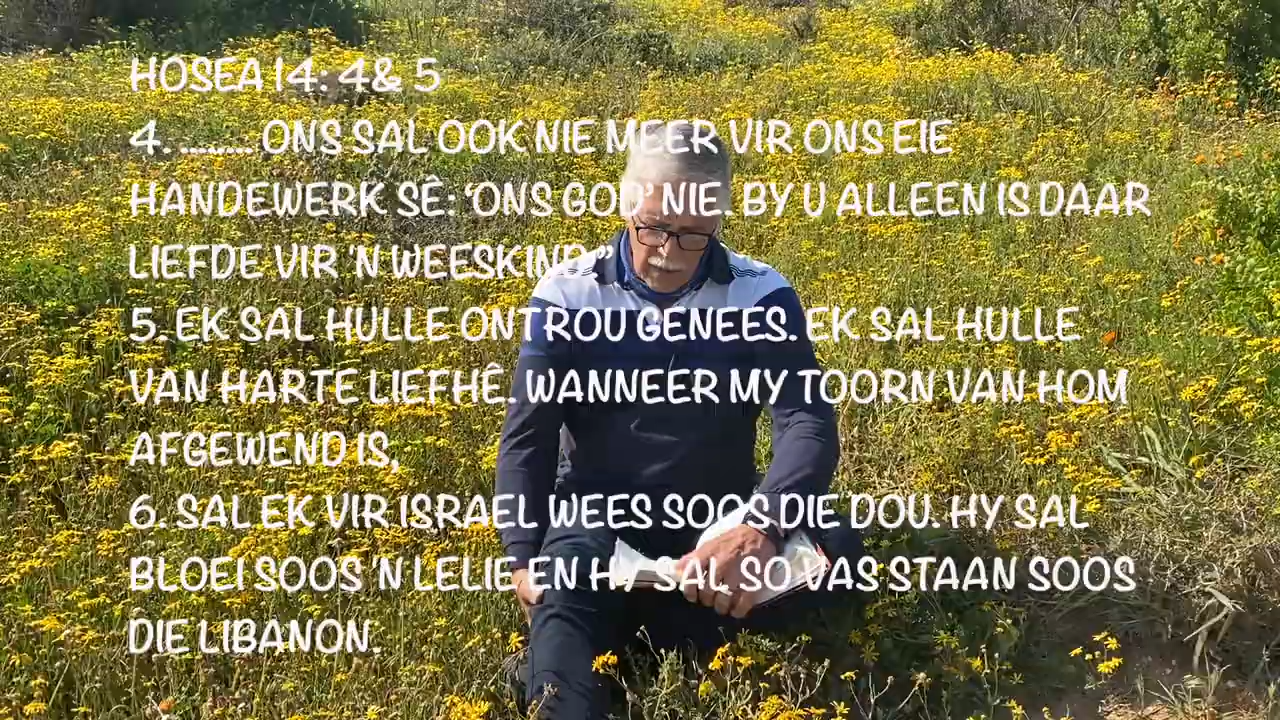 HOSEA 14: 4& 5
4. ........ ONS SAL OOK NIE MEER VIR ONS EIE
HANDEWERK SÊ: ‘ONS GOD’ NIE. BY U ALLEEN IS DAAR
LIEFDE VIR ’N WEESKIND.”
5. EK SAL HULLE ONTROU GENEES. EK SAL HULLE
VAN HARTE LIEFHÊ. WANNEER MY TOORN VAN HOM
AFGEWEND IS,
6. SAL EK VIR ISRAEL WEES SOOS DIE DOU. HY SAL
BLOEI SOOS ’N LELIE EN HY SAL SO VAS STAAN SOOS
DIE LIBANON.